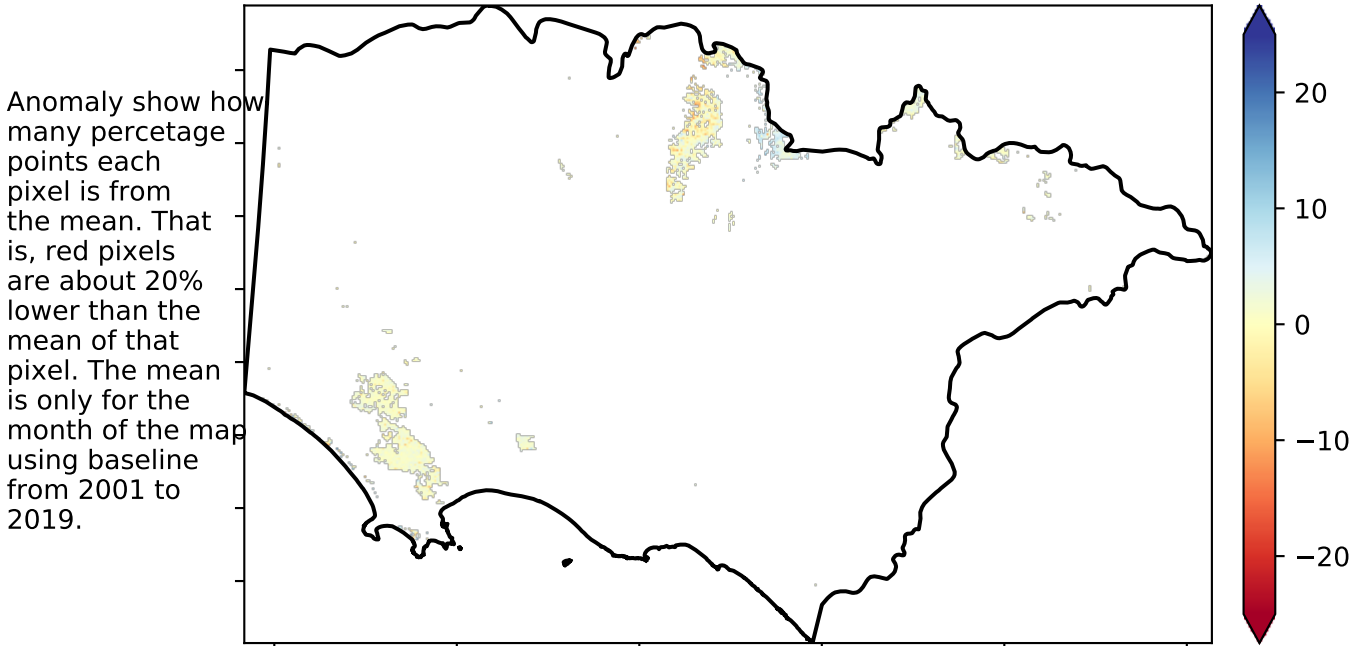 Anomaly show how
many percetage
points each
pixel is from
the mean. That
is, red pixels
are about 20%
lower than the
mean of that
pixel. The mean
is only for the
month of the map
using baseline
from 2001 to
2019.
20
10
0
−10
−20